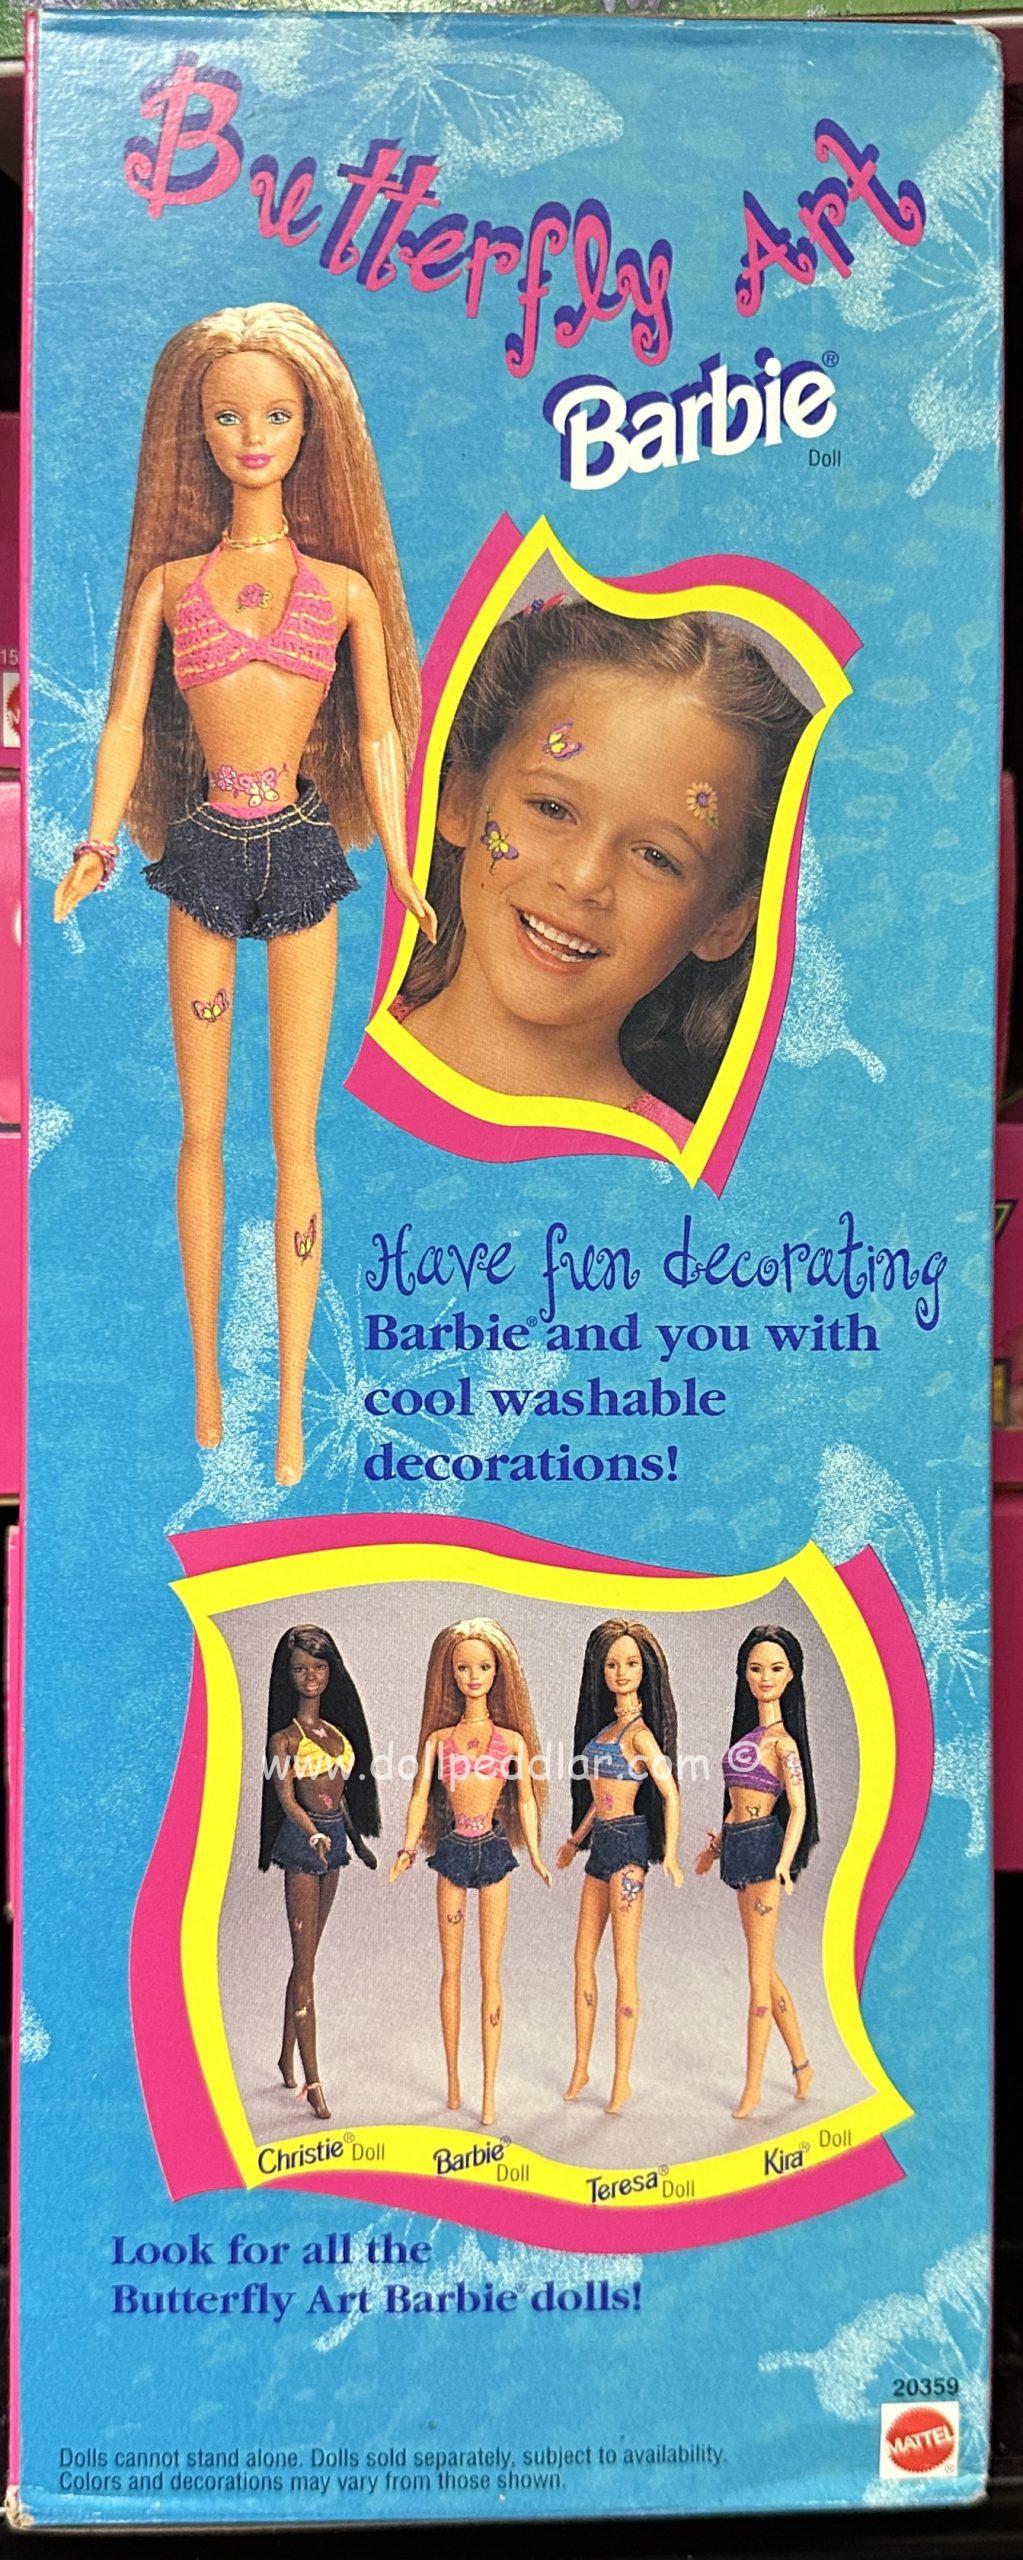 Butterfly Art
Barbie®
Doll
Have fun decorating
Barbie® and you with
cool washable
decorations!
www.dollpeddlar.com ©
Christie® Doll
Barbie® Doll
Teresa® Doll
Kira® Doll
Look for all the
Butterfly Art Barbie® dolls!
20359
MATTEL
®
Dolls cannot stand alone. Dolls sold separately, subject to availability.
Colors and decorations may vary from those shown.
15